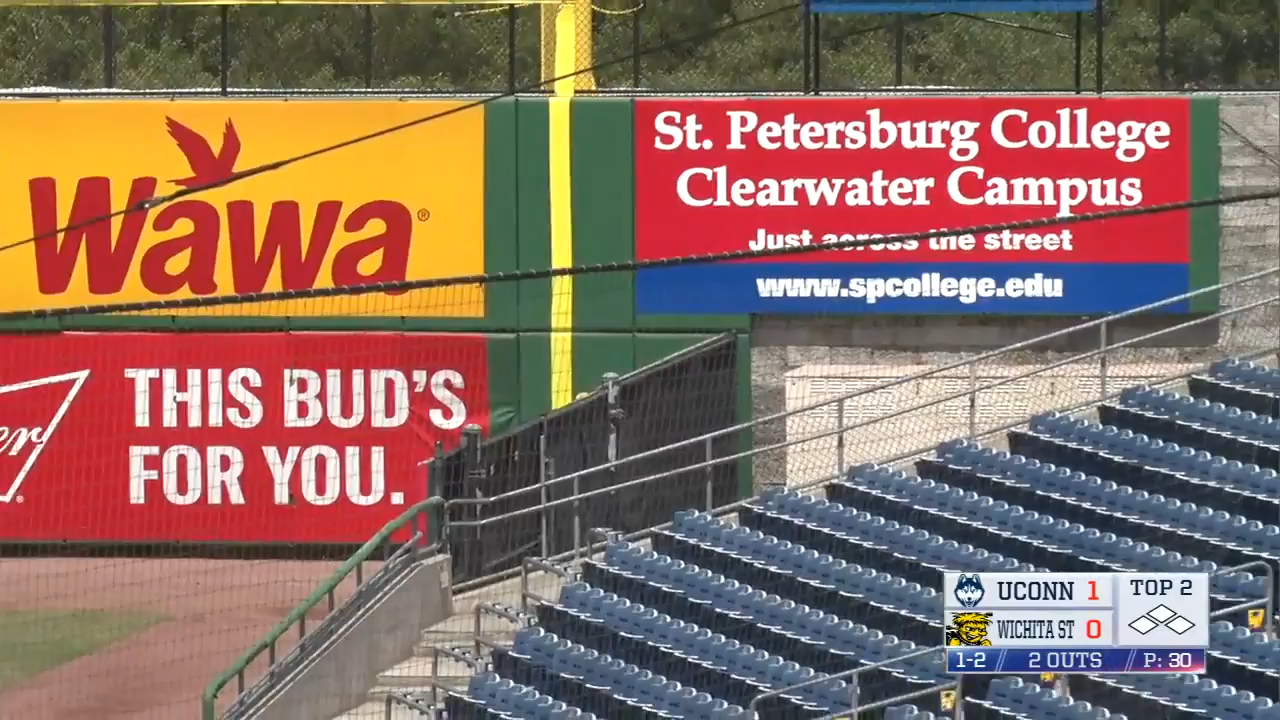 Wawa®
St. Petersburg College
Clearwater Campus
Just across the street
www.spcollege.edu
er®
THIS BUD'S
FOR YOU.
UCONN 1
WICHITA ST 0
TOP 2
1-2 2 OUTS P: 30